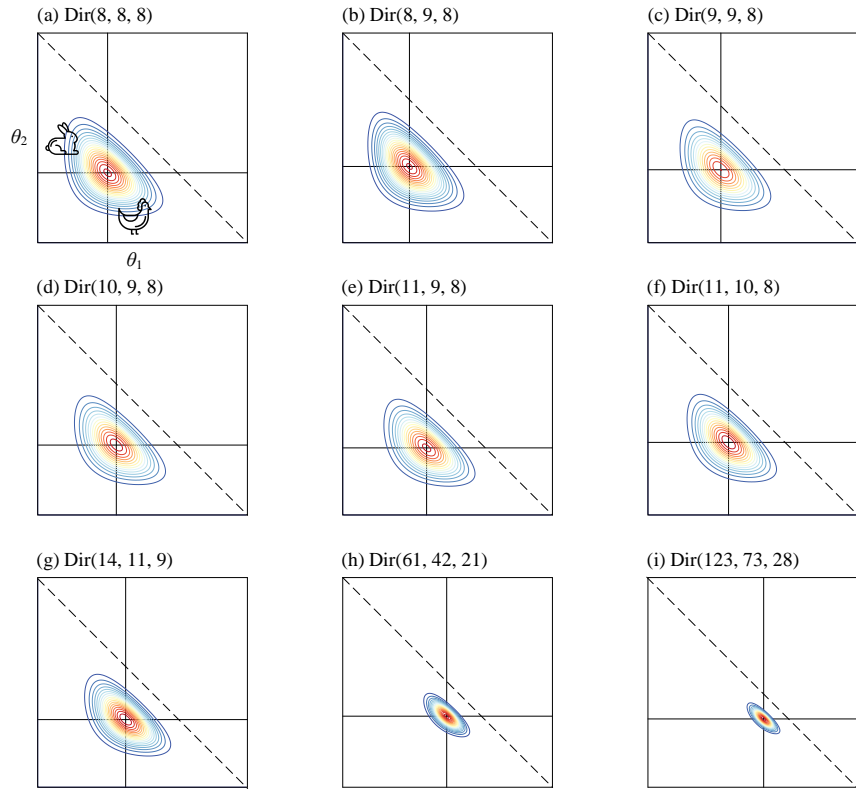 (a) Dir(8, 8, 8)
(b) Dir(8, 9, 8)
(c) Dir(9, 9, 8)
θ2
θ1
(d) Dir(10, 9, 8)
(e) Dir(11, 9, 8)
(f) Dir(11, 10, 8)
(g) Dir(14, 11, 9)
(h) Dir(61, 42, 21)
(i) Dir(123, 73, 28)